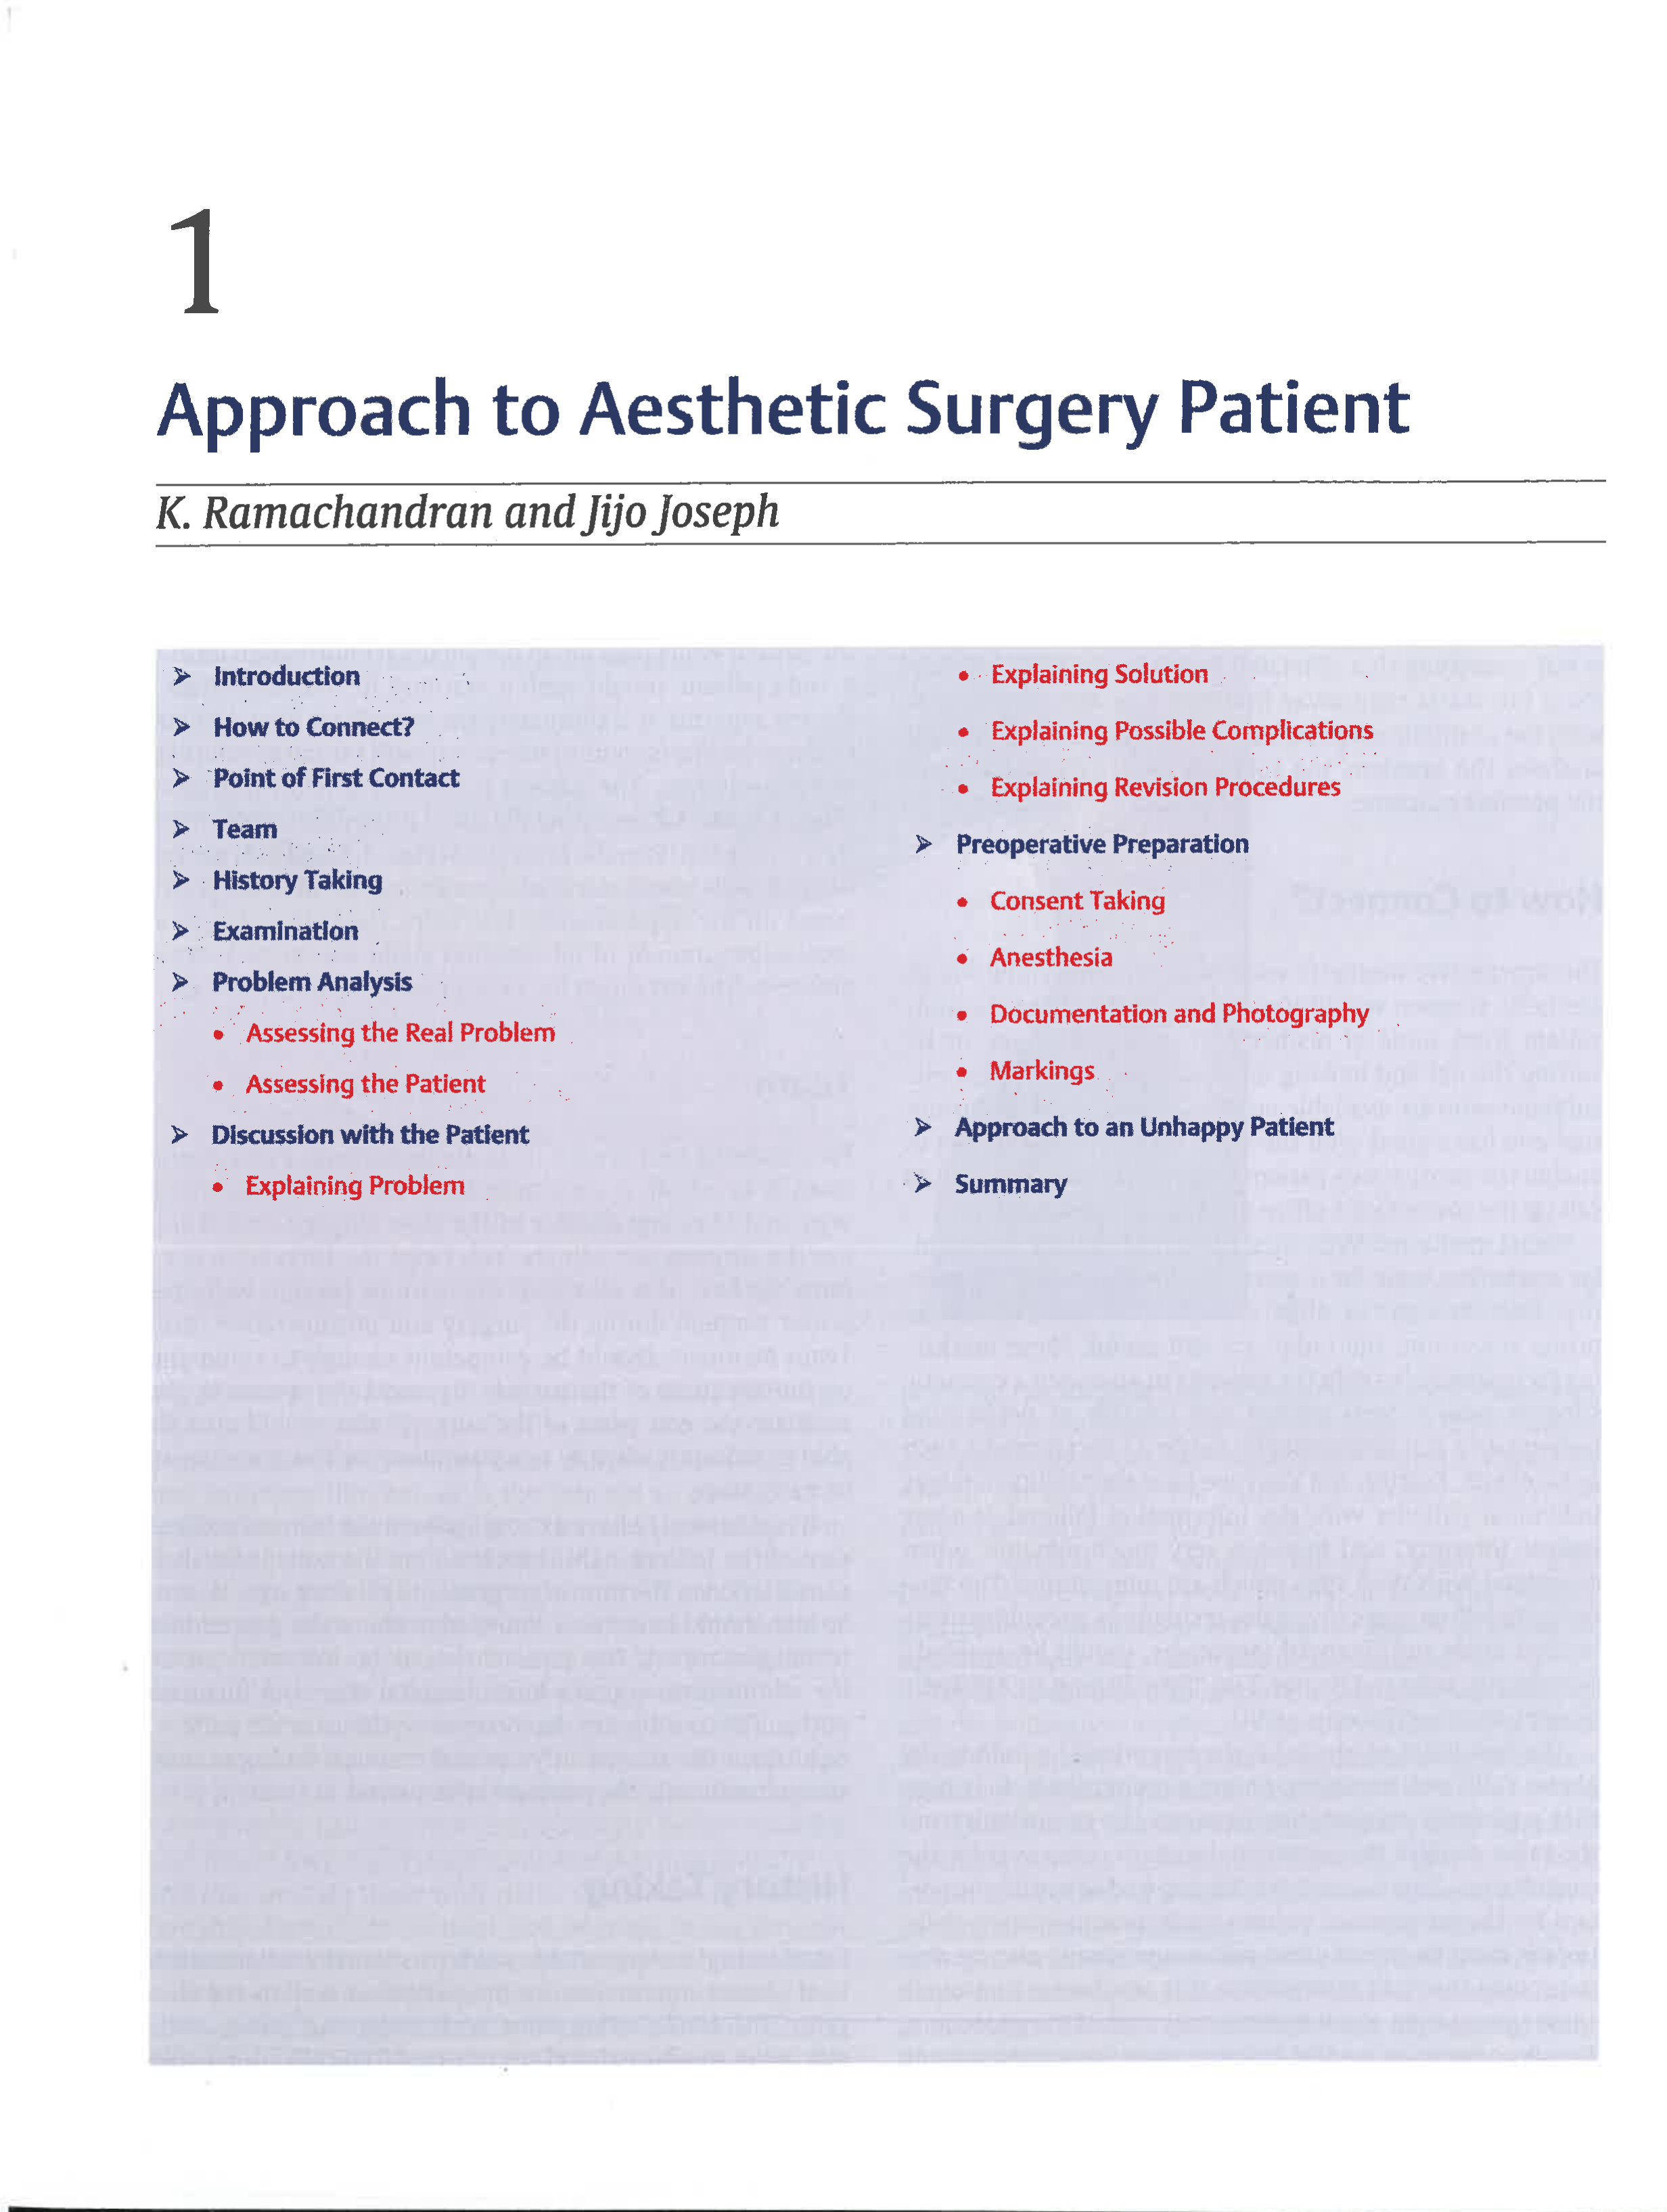 1
Approach to Aesthetic Surgery Patient
K. Ramachandran and Jijo Joseph
➢ Introduction
➢ How to Connect?
➢ Point of First Contact
➢ Team
➢ History Taking
➢ Examination
➢ Problem Analysis
• Assessing the Real Problem
• Assessing the Patient
➢ Discussion with the Patient
• Explaining Problem
• Explaining Solution
• Explaining Possible Complications
• Explaining Revision Procedures
➢ Preoperative Preparation
• Consent Taking
• Anesthesia
• Documentation and Photography
• Markings
➢ Approach to an Unhappy Patient
➢ Summary